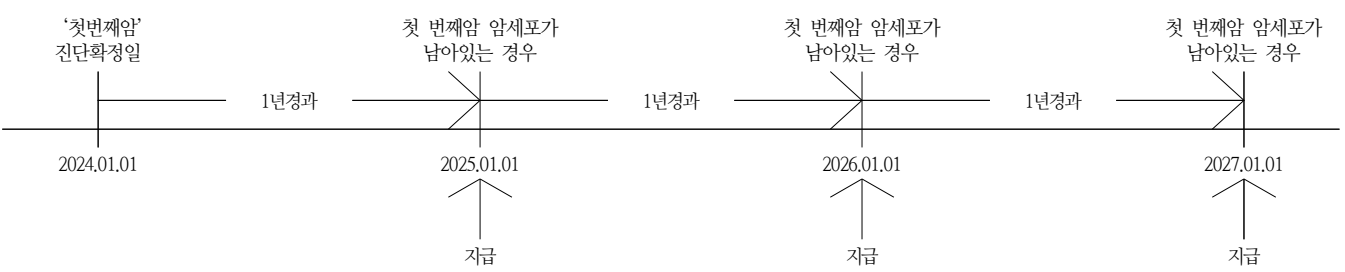 ‘첫번째암’
진단확정일
첫 번째암 암세포가
남아있는 경우
첫 번째암 암세포가
남아있는 경우
첫 번째암 암세포가
남아있는 경우
1년경과
1년경과
1년경과
2024.01.01
2025.01.01
2026.01.01
2027.01.01
지급
지급
지급